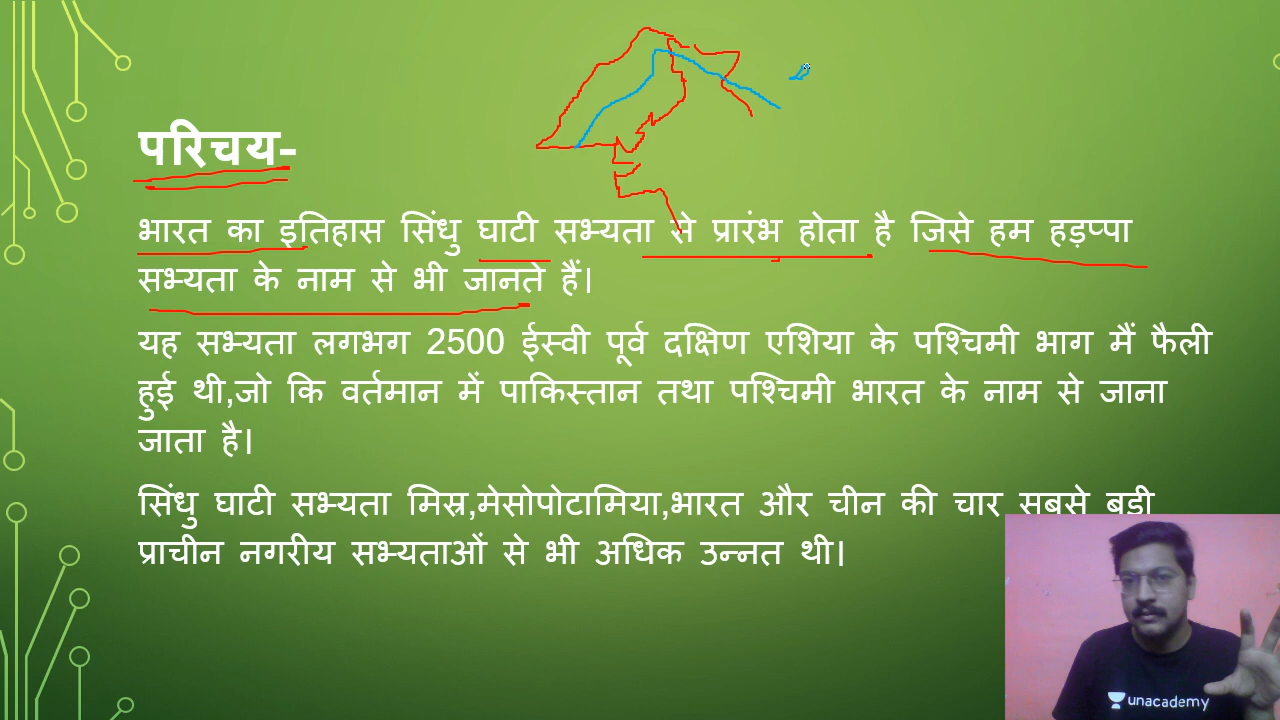 परिचय-
भारत का इतिहास सिंधु घाटी सभ्यता से प्रारंभ होता है जिसे हम हड़प्पा
सभ्यता के नाम से भी जानते हैं।
यह सभ्यता लगभग 2500 ईस्वी पूर्व दक्षिण एशिया के पश्चिमी भाग मैं फैली
हुई थी,जो कि वर्तमान में पाकिस्तान तथा पश्चिमी भारत के नाम से जाना
जाता है।
सिंधु घाटी सभ्यता मिस्र,मेसोपोटामिया,भारत और चीन की चार सबसे बड़ी
प्राचीन नगरीय सभ्यताओं से भी अधिक उन्नत थी।
unacademy